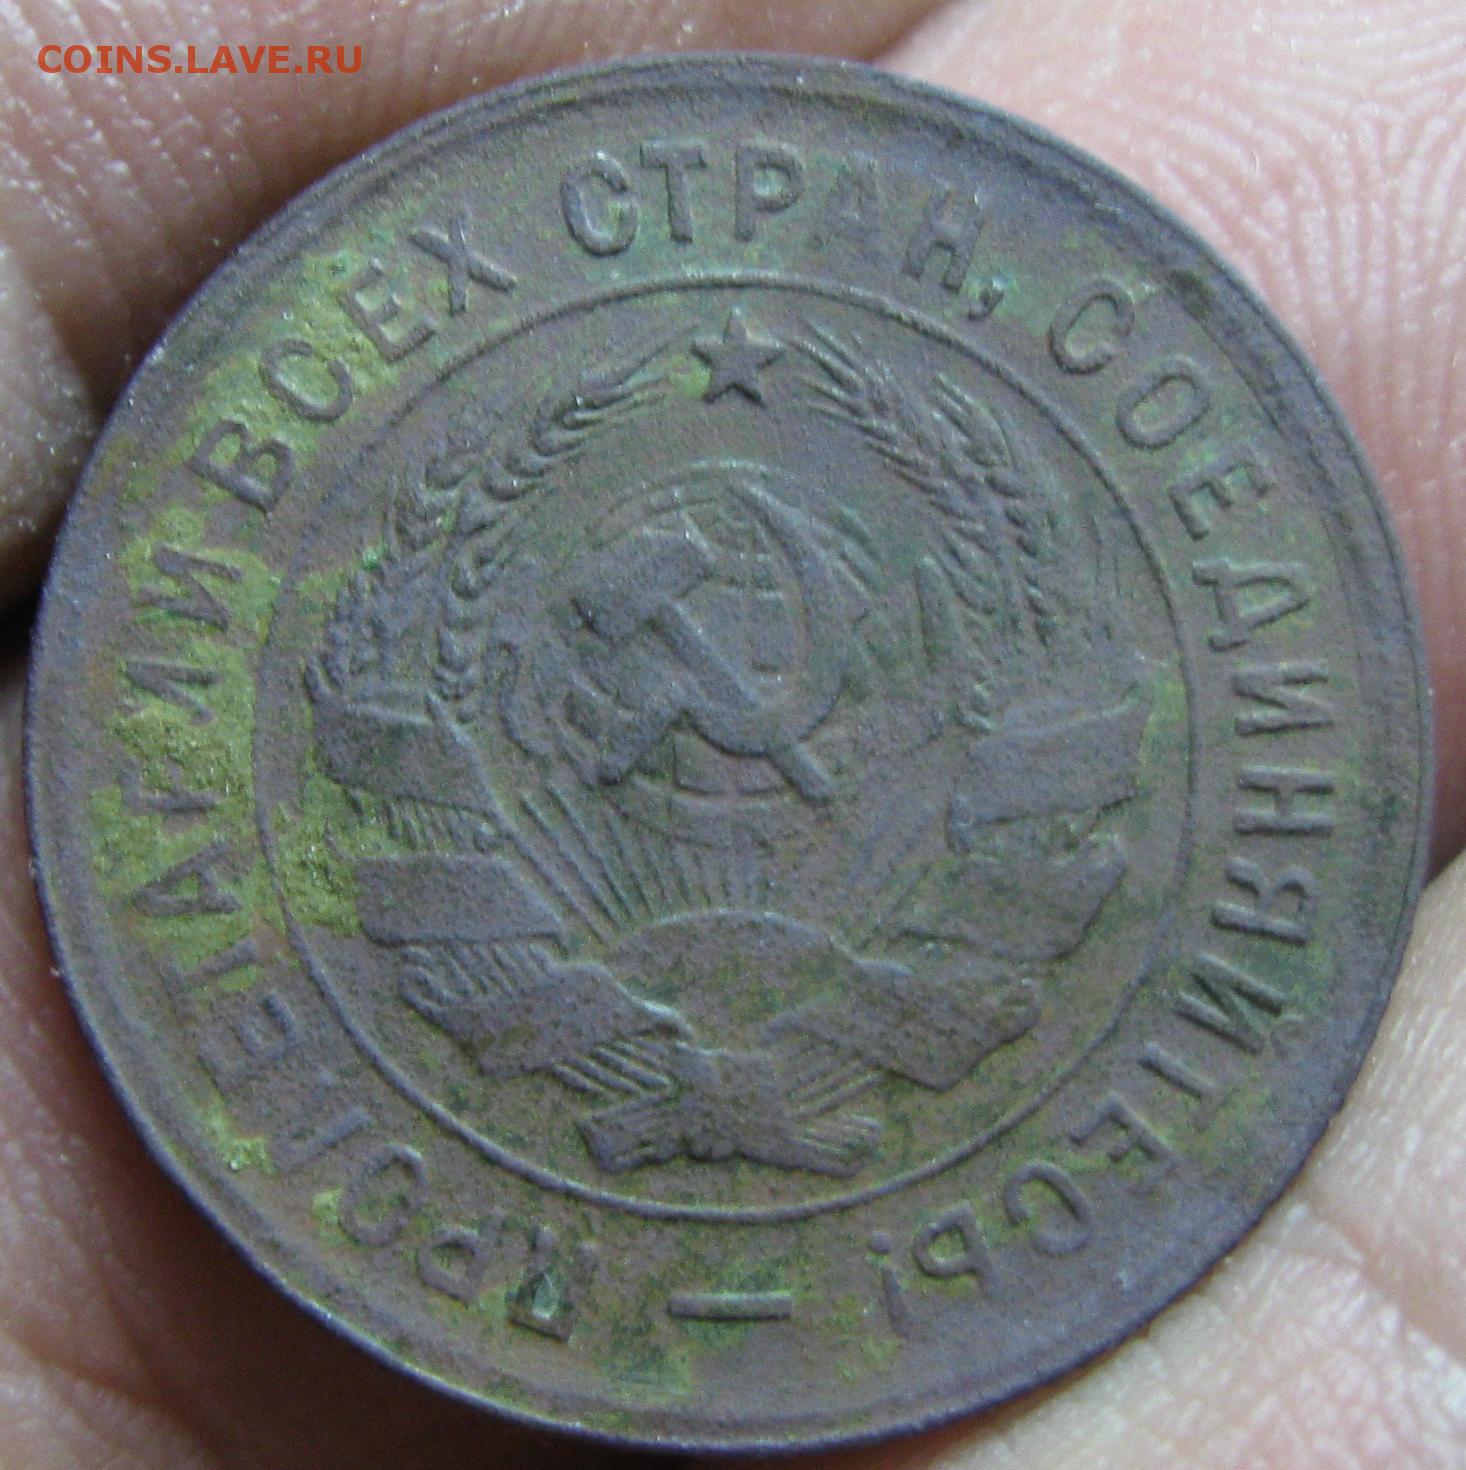 COINS.LAVE.RU
ПРОЛЕТАРИИ ВСЕХ СТРАН, СОЕДИНЯЙТЕСЬ! —